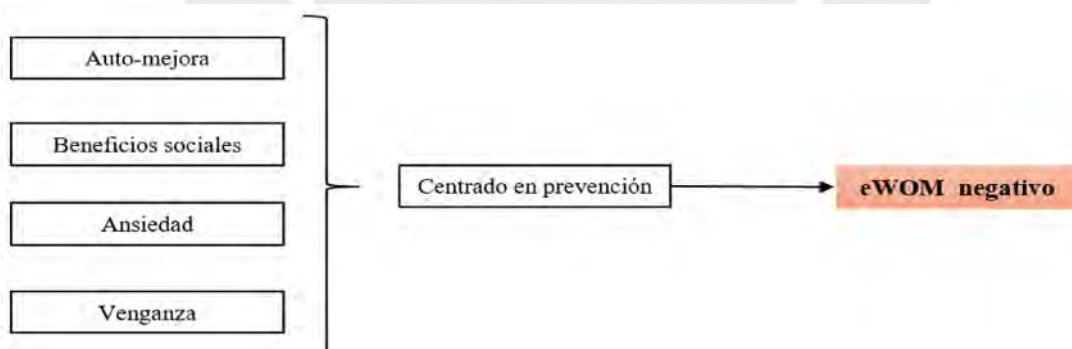 Auto-mejora
Beneficios sociales
Ansiedad
Venganza
Centrado en prevención
eWOM negativo